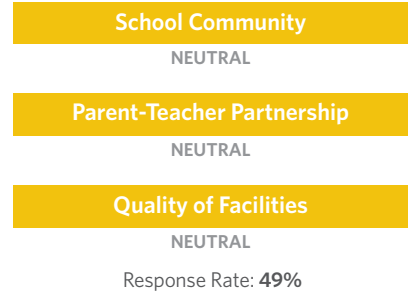 School Community
NEUTRAL
Parent-Teacher Partnership
NEUTRAL
Quality of Facilities
NEUTRAL
Response Rate: 49%